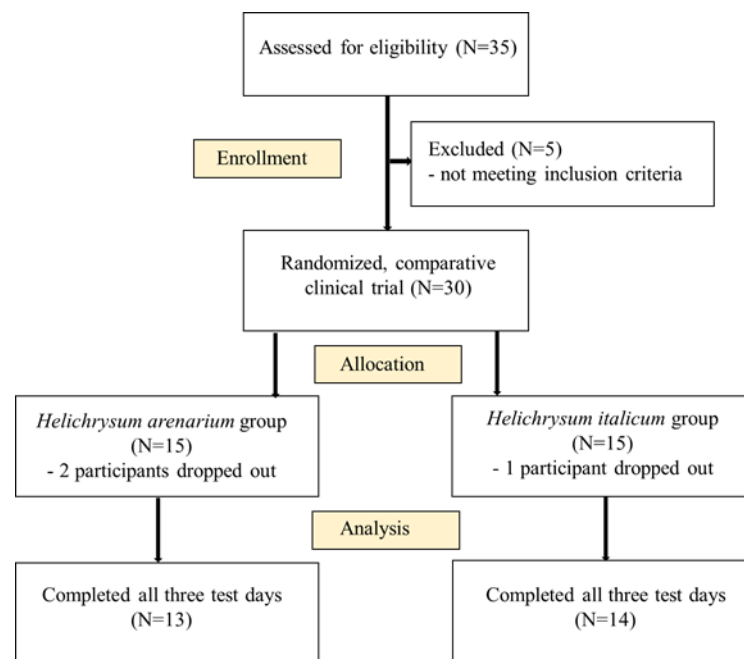 Assessed for eligibility (N=35)
Enrollment
Excluded (N=5)
- not meeting inclusion criteria
Randomized, comparative
clinical trial (N=30)
Allocation
Helichrysum arenarium group
(N=15)
- 2 participants dropped out
Helichrysum italicum group
(N=15)
- 1 participant dropped out
Analysis
Completed all three test days
(N=13)
Completed all three test days
(N=14)